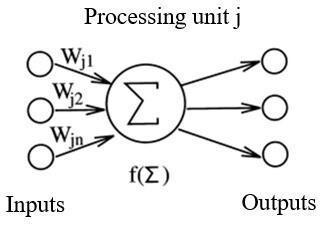 Processing unit j
Wj1
Wj2
Wjn
Σ
f(Σ)
Inputs
Outputs